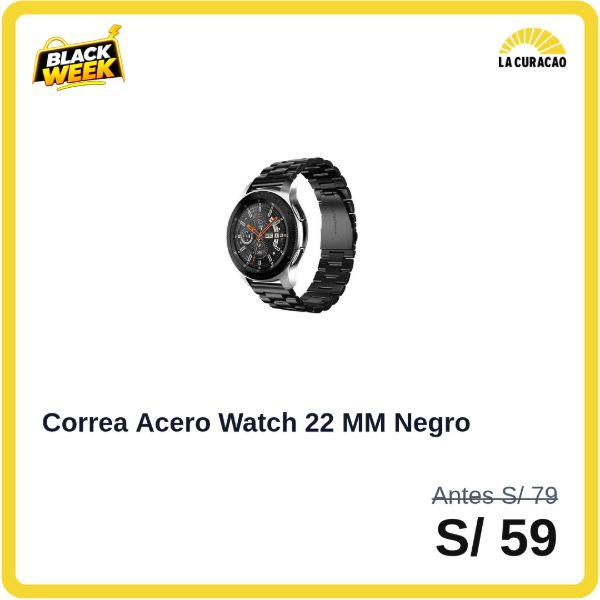 BLACK
WEEK
LA CURACAO
Correa Acero Watch 22 MM Negro
Antes S/ 79
S/ 59